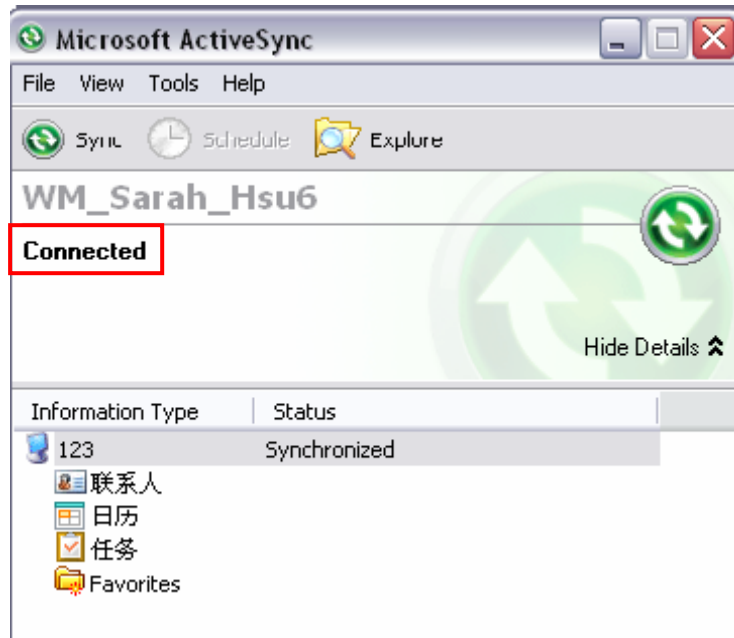 Microsoft ActiveSync
File View Tools Help
Sync Schedule Explore
WM_Sarah_Hsu6
Connected
Hide Details
Information Type Status
123 Synchronized
联系人
日历
任务
Favorites